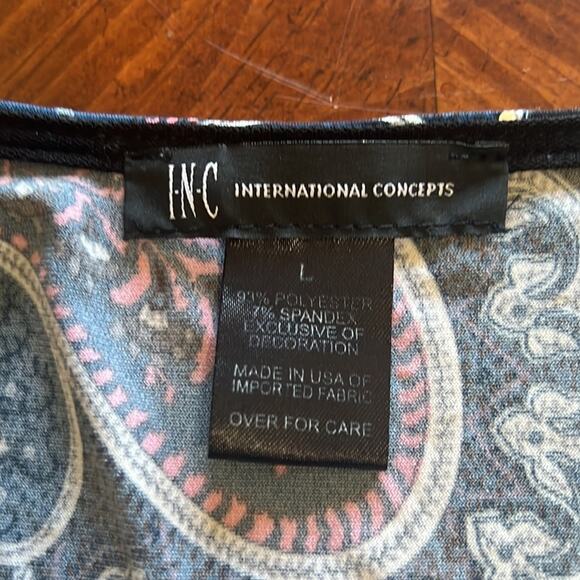 I·N·C INTERNATIONAL CONCEPTS
L
93% POLYESTER
7% SPANDEX
EXCLUSIVE OF
DECORATION
MADE IN USA OF
IMPORTED FABRIC
OVER FOR CARE